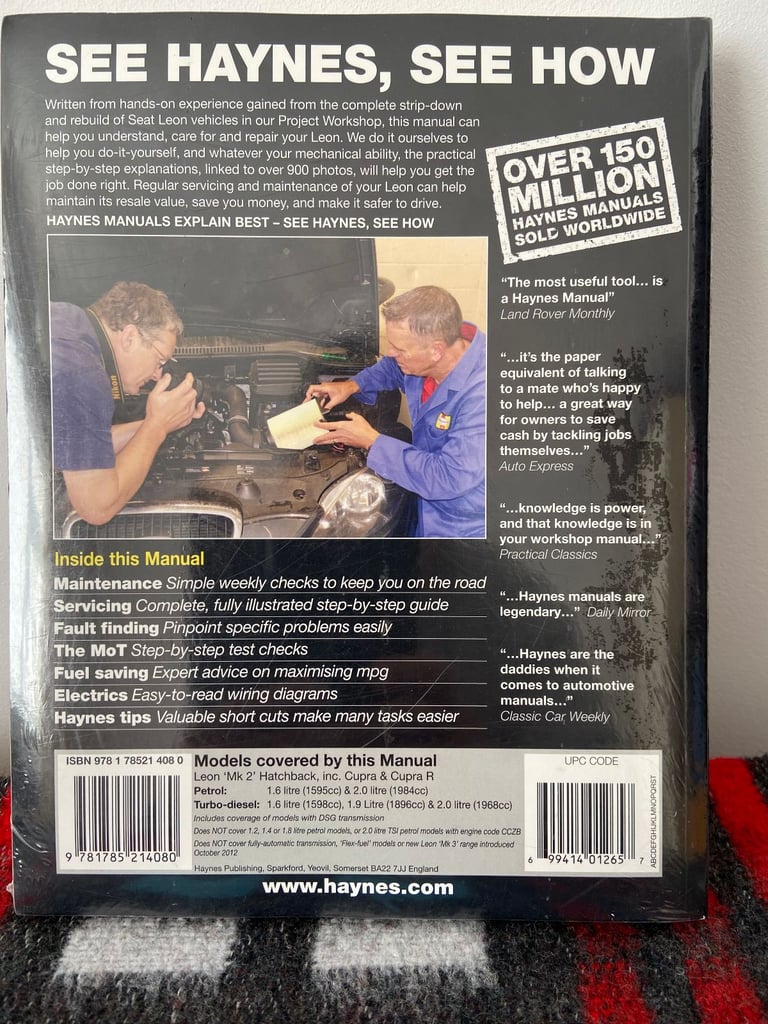 SEE HAYNES, SEE HOW
Written from hands-on experience gained from the complete strip-down
and rebuild of Seat Leon vehicles in our Project Workshop, this manual can
help you understand, care for and repair your Leon. We do it ourselves to
help you do-it-yourself, and whatever your mechanical ability, the practical
step-by-step explanations, linked to over 900 photos, will help you get the
job done right. Regular servicing and maintenance of your Leon can help
maintain its resale value, save you money, and make it safer to drive.
HAYNES MANUALS EXPLAIN BEST – SEE HAYNES, SEE HOW
OVER 150
MILLION
HAYNES MANUALS
SOLD WORLDWIDE
"The most useful tool... is
a Haynes Manual"
Land Rover Monthly
"...it's the paper
equivalent of talking
to a mate who's happy
to help... a great way
for owners to save
cash by tackling jobs
themselves..."
Auto Express
"...knowledge is power,
and that knowledge is in
your workshop manual..."
Practical Classics
"...Haynes manuals are
legendary..." Daily Mirror
"...Haynes are the
daddies when it
comes to automotive
manuals..."
Classic Car Weekly
Nikon
Inside this Manual
Maintenance Simple weekly checks to keep you on the road
Servicing Complete, fully illustrated step-by-step guide
Fault finding Pinpoint specific problems easily
The MoT Step-by-step test checks
Fuel saving Expert advice on maximising mpg
Electrics Easy-to-read wiring diagrams
Haynes tips Valuable short cuts make many tasks easier
ISBN 978 1 78521 408 0
9 781785 214080
Models covered by this Manual
Leon 'Mk 2' Hatchback, inc. Cupra & Cupra R
Petrol: 1.6 litre (1595cc) & 2.0 litre (1984cc)
Turbo-diesel: 1.6 litre (1598cc), 1.9 Litre (1896cc) & 2.0 litre (1968cc)
Includes coverage of models with DSG transmission
Does NOT cover 1.2, 1.4 or 1.8 litre petrol models, or 2.0 litre TSI petrol models with engine code CCZB
Does NOT cover fully-automatic transmission, 'Flex-fuel' models or new Leon 'Mk 3' range introduced
October 2012
Haynes Publishing, Sparkford, Yeovil, Somerset BA22 7JJ England
UPC CODE
6 99414 01265 7
ABCDEFGHIJKLMNOPQRST
www.haynes.com